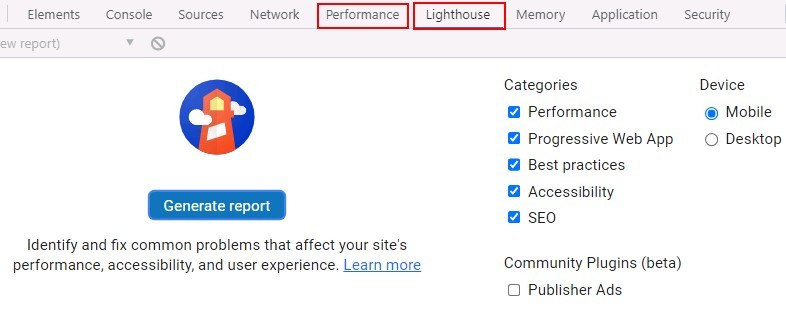 Elements Console Sources Network Performance Lighthouse Memory Application Security
ew report)
Categories Device
Performance Mobile
Progressive Web App Desktop
Best practices
Accessibility
SEO
Generate report
Identify and fix common problems that affect your site's
performance, accessibility, and user experience. Learn more
Community Plugins (beta)
Publisher Ads